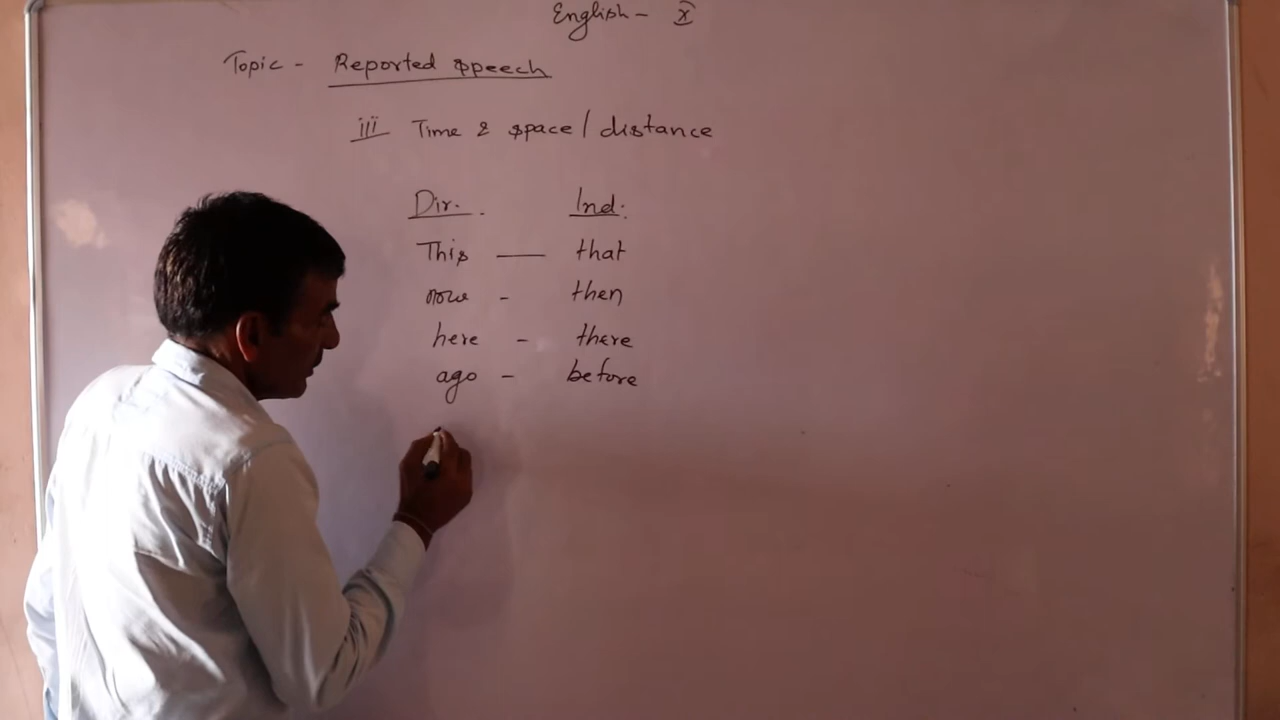 English - X
Topic - Reported speech
iii Time & space / distance
Dir. Ind.
This — that
now - then
here - there
ago - before